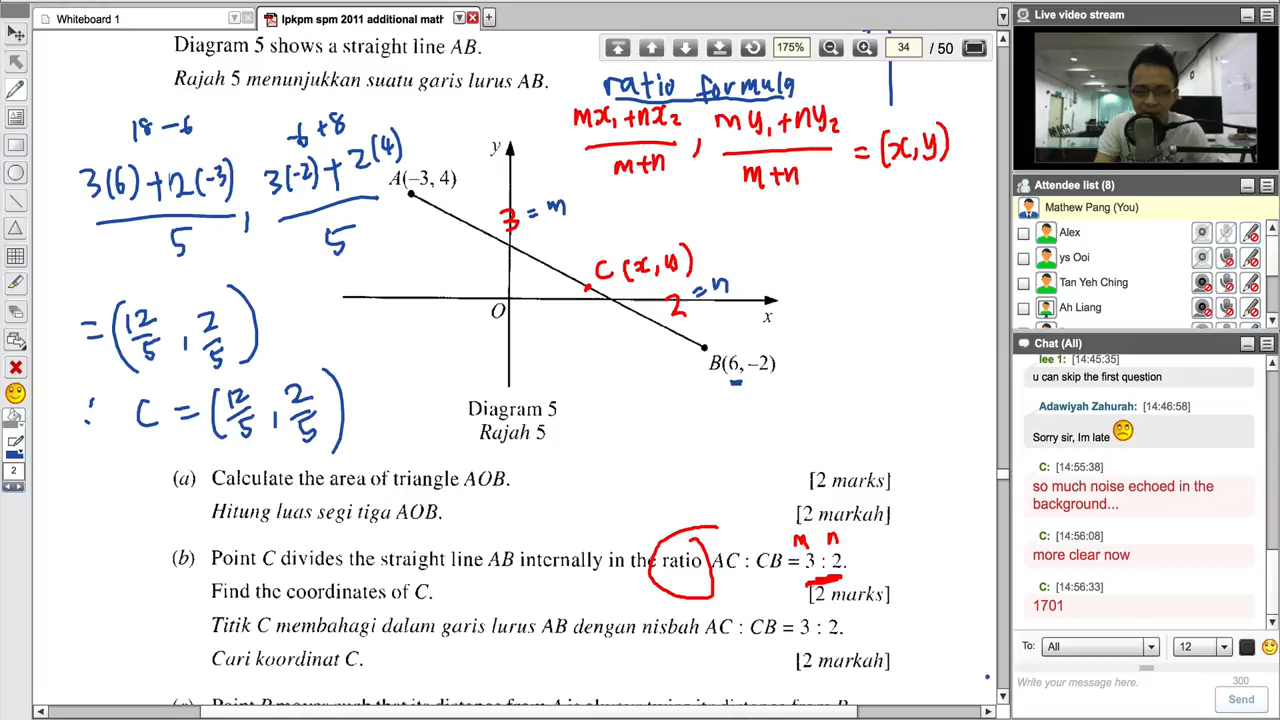 Whiteboard 1
lpkpm spm 2011 additional math
175%
34
/ 50
Diagram 5 shows a straight line AB.
Rajah 5 menunjukkan suatu garis lurus AB.
ratio formula
mx₁+nx₂ / m+n , my₁+ny₂ / m+n = (x,y)
18 -6
-6 +8
3(6)+2(-3) / 5 , 3(-2)+2(4) / 5
= (12/5 , 2/5)
∴ C = (12/5 , 2/5)
y
A(–3, 4)
3 = m
C (x, y)
2 = n
O
x
B(6, –2)
Diagram 5
Rajah 5
(a) Calculate the area of triangle AOB. [2 marks]
Hitung luas segi tiga AOB. [2 markah]
m n
(b) Point C divides the straight line AB internally in the ratio AC : CB = 3 : 2.
Find the coordinates of C. [2 marks]
Titik C membahagi dalam garis lurus AB dengan nisbah AC : CB = 3 : 2.
Cari koordinat C. [2 markah]
2
Live video stream
Attendee list (8)
Mathew Pang (You)
Alex
ys Ooi
Tan Yeh Ching
Ah Liang
Chat (All)
lee 1: [14:45:35]
u can skip the first question
Adawiyah Zahurah: [14:46:58]
Sorry sir, Im late
C: [14:55:38]
so much noise echoed in the
background...
C: [14:56:08]
more clear now
C: [14:56:33]
1701
To: All 12
Write your message here.
300
Send